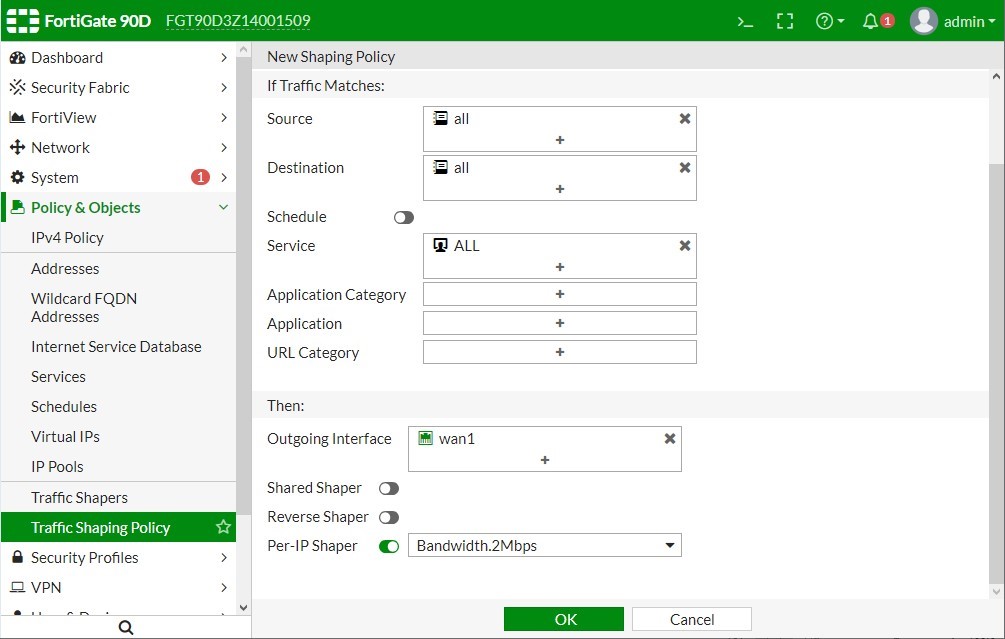 FortiGate 90D FGT90D3Z14001509
>_ ? 1 admin
Dashboard
Security Fabric
FortiView
Network
System 1
Policy & Objects
IPv4 Policy
Addresses
Wildcard FQDN
Addresses
Internet Service Database
Services
Schedules
Virtual IPs
IP Pools
Traffic Shapers
Traffic Shaping Policy
Security Profiles
VPN
New Shaping Policy
If Traffic Matches:
Source all
+
Destination all
+
Schedule
Service ALL
+
Application Category +
Application +
URL Category +
Then:
Outgoing Interface wan1
+
Shared Shaper
Reverse Shaper
Per-IP Shaper Bandwidth.2Mbps
OK Cancel